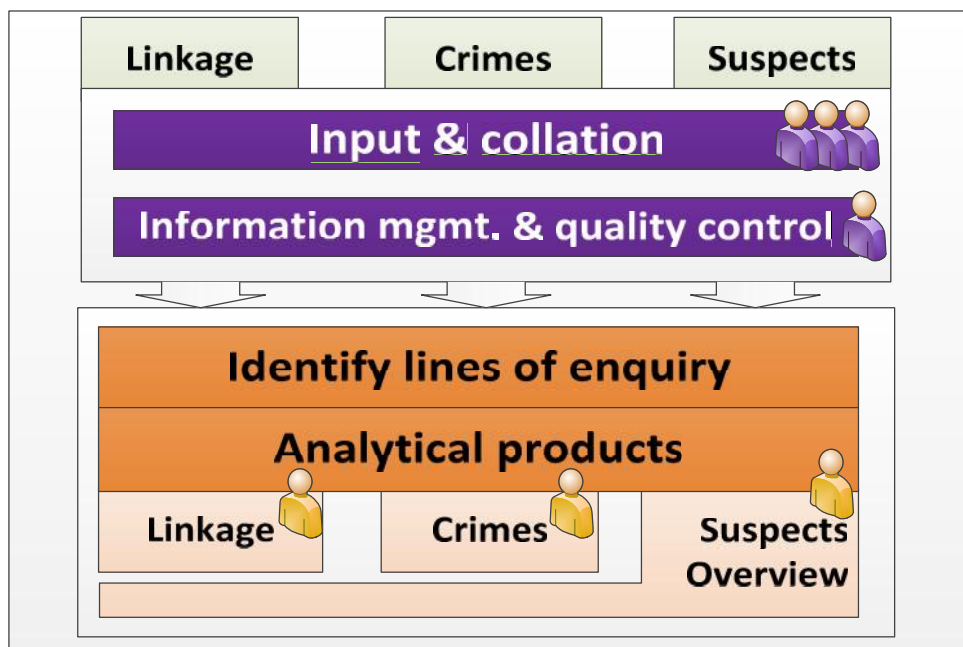 Linkage
Crimes
Suspects
Input & collation
Information mgmt. & quality control
Identify lines of enquiry
Analytical products
Linkage
Crimes
Suspects
Overview